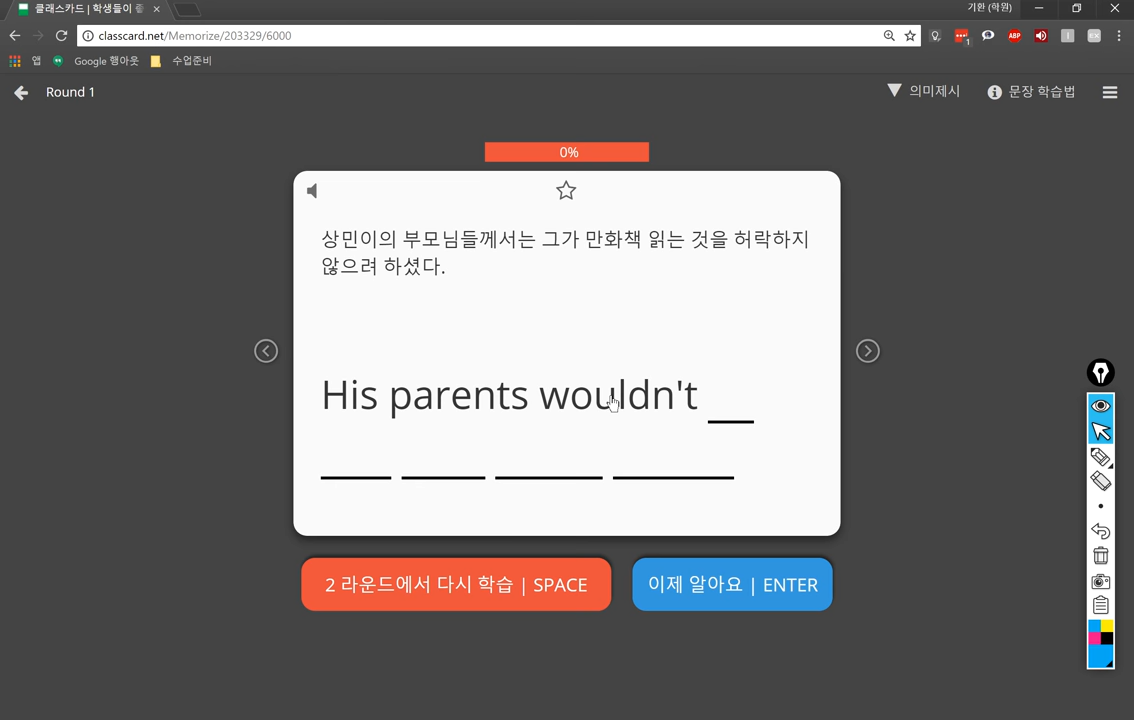 클래스카드 | 학생들이 즐
기환 (학원)
classcard.net/Memorize/203329/6000
앱 Google 행아웃 수업준비
Round 1
의미제시 문장 학습법
0%
상민이의 부모님들께서는 그가 만화책 읽는 것을 허락하지
않으려 하셨다.
His parents wouldn't
2 라운드에서 다시 학습 | SPACE
이제 알아요 | ENTER